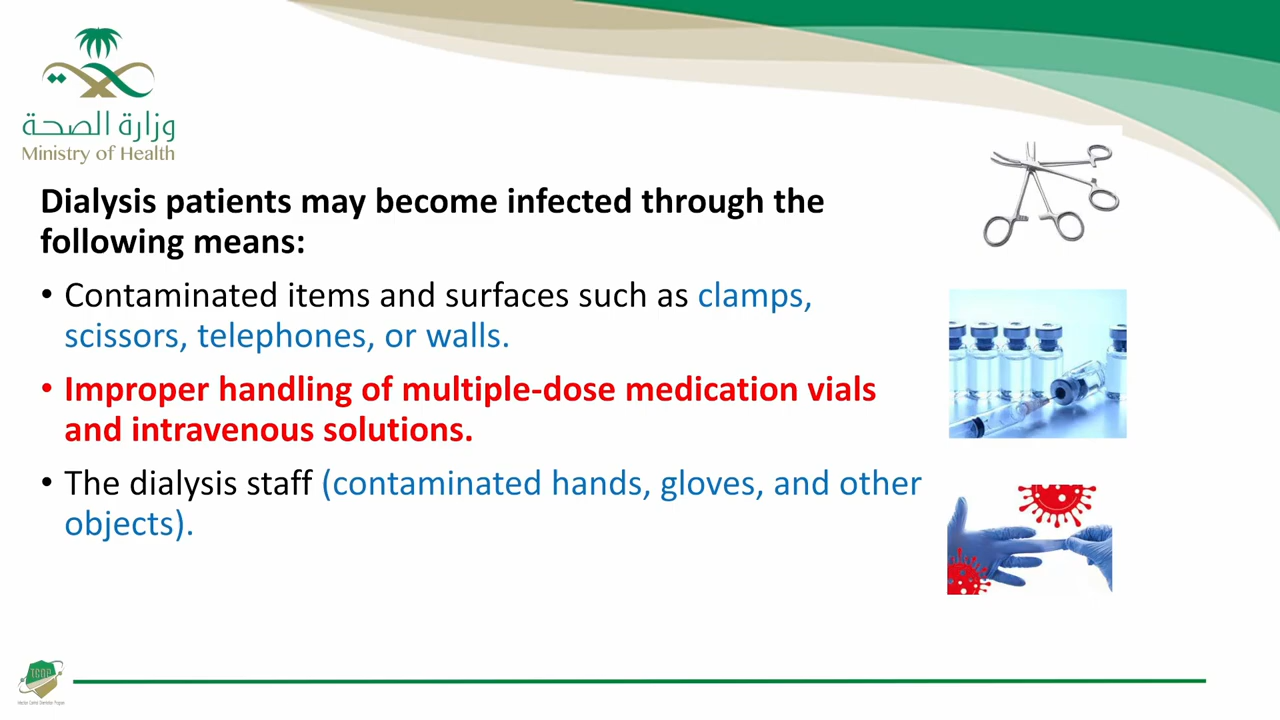 وزارة الصحة
Ministry of Health
Dialysis patients may become infected through the
following means:
• Contaminated items and surfaces such as clamps,
scissors, telephones, or walls.
• Improper handling of multiple-dose medication vials
and intravenous solutions.
• The dialysis staff (contaminated hands, gloves, and other
objects).